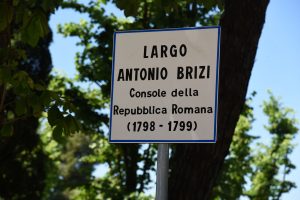 LARGO
ANTONIO BRIZI
Console della
Repubblica Romana
(1798 - 1799)